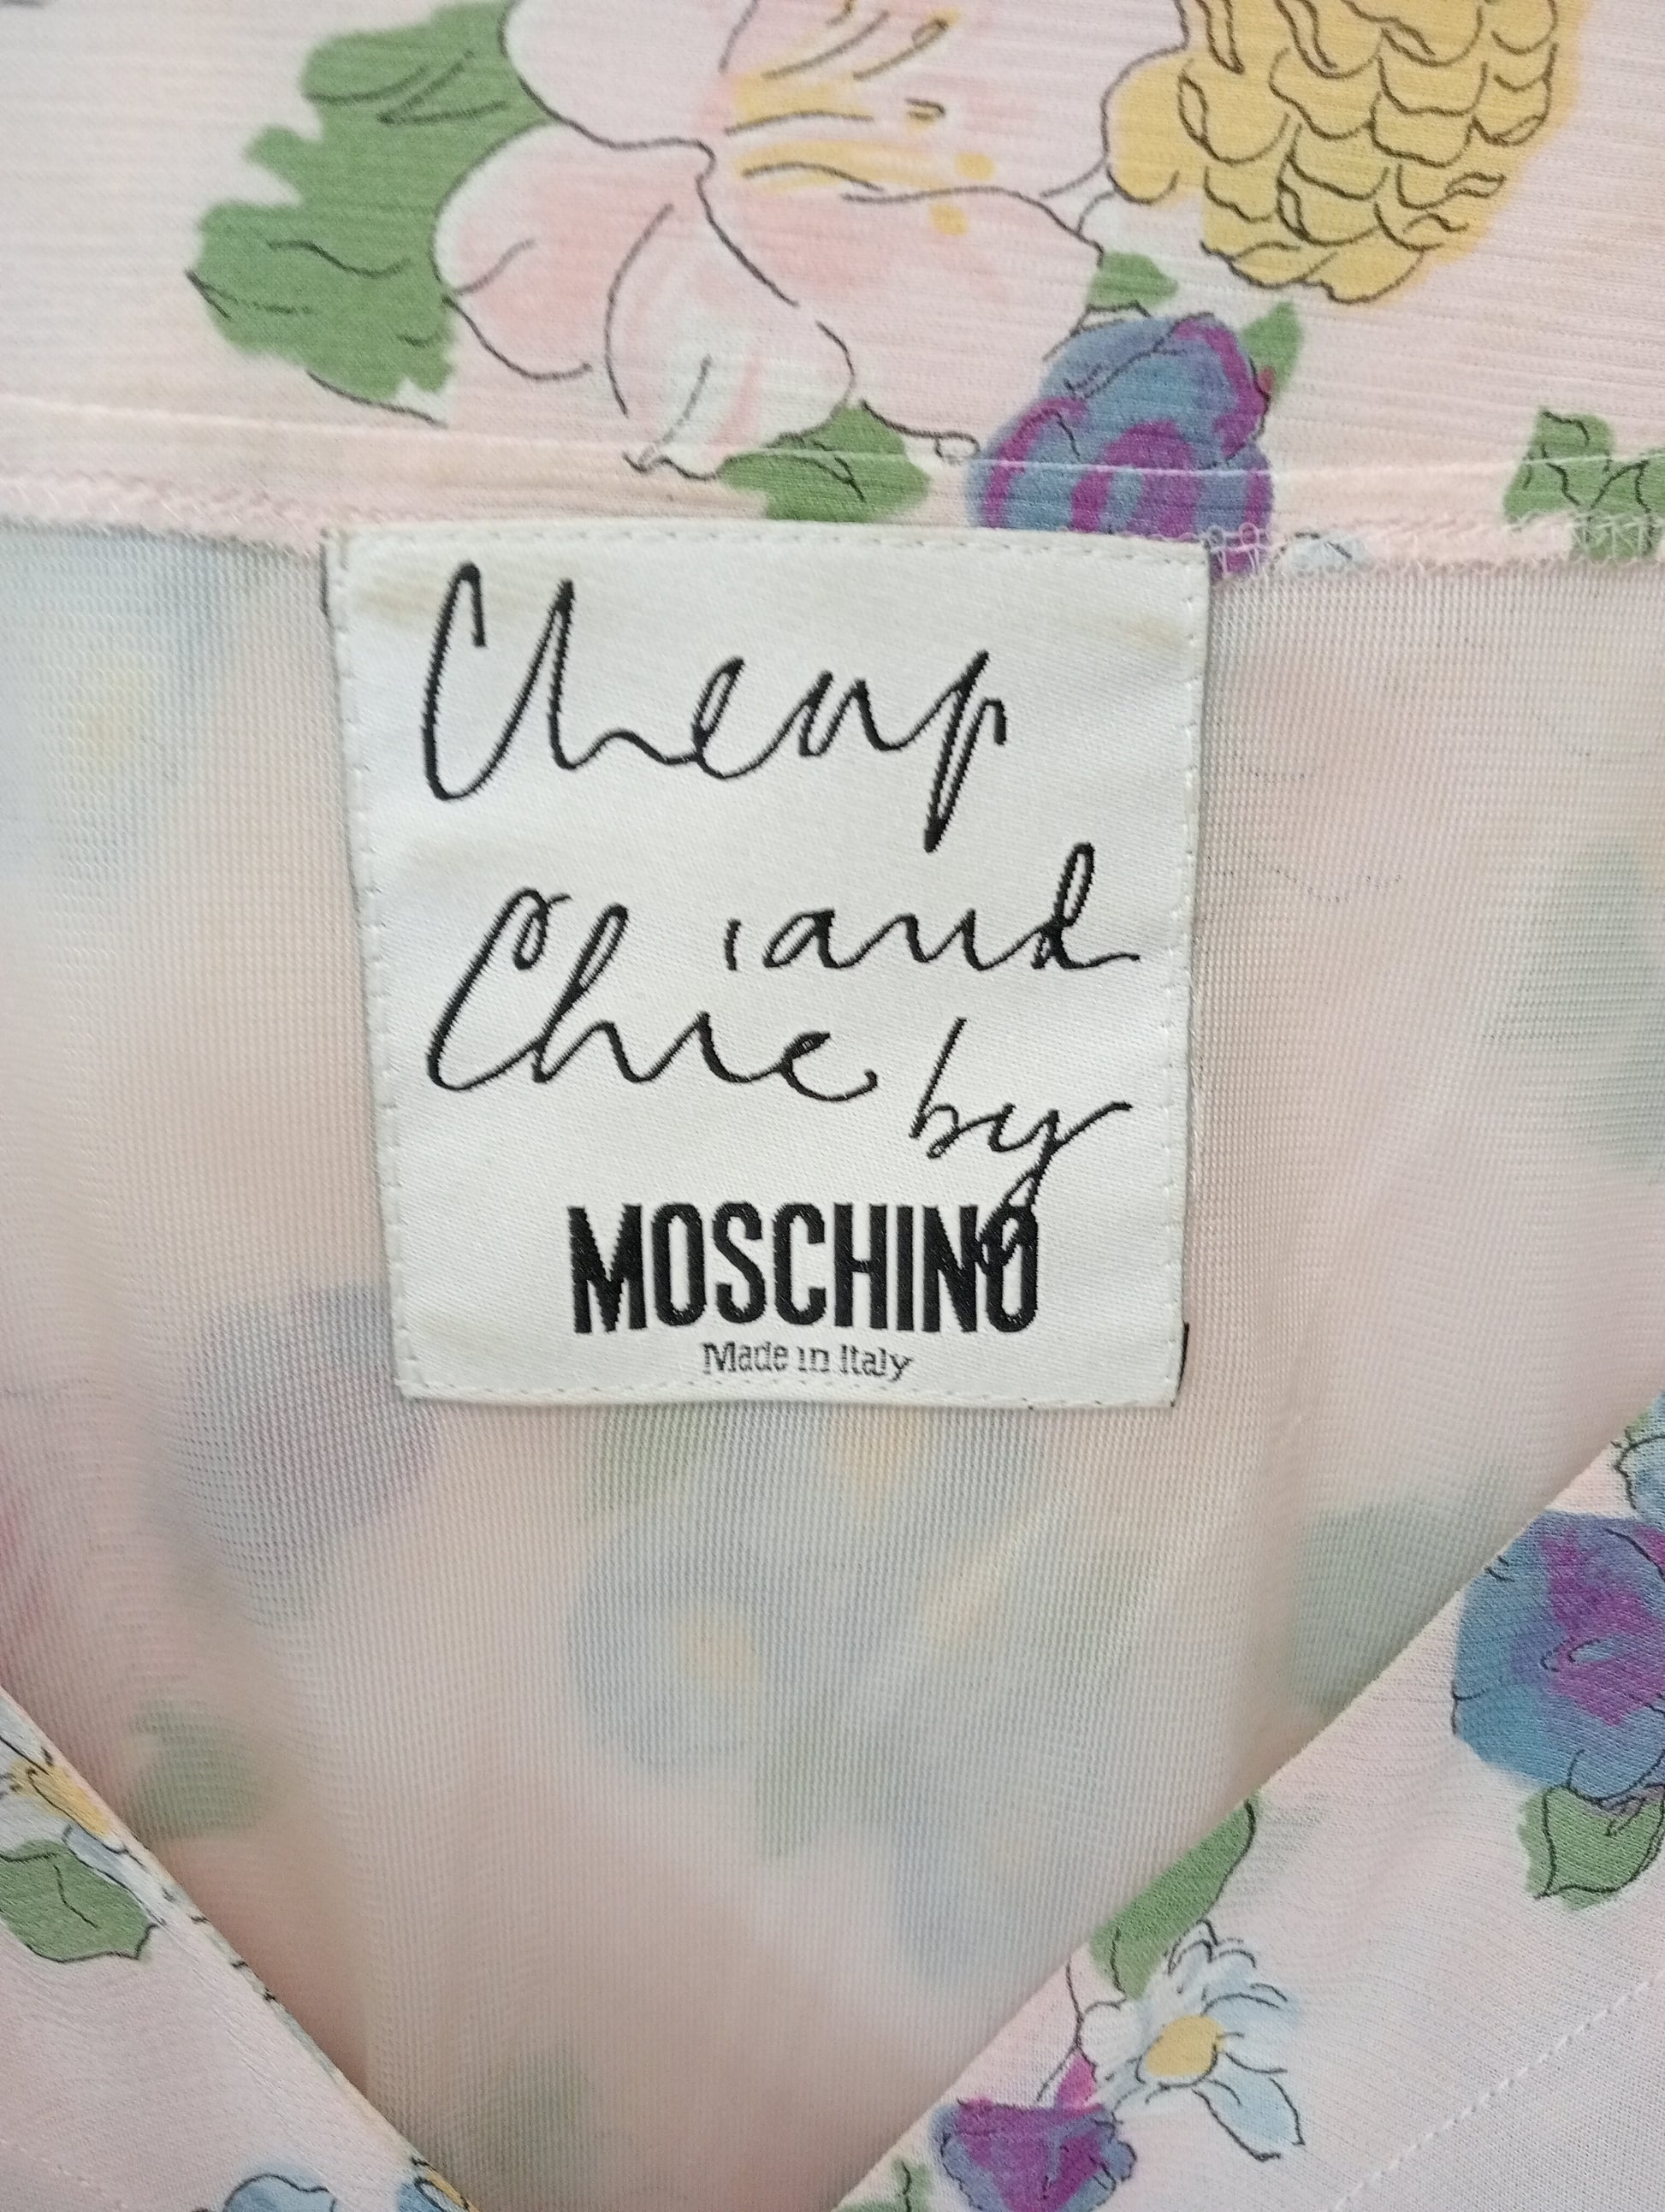 Cheap
and
Chic by
MOSCHINO
Made in Italy